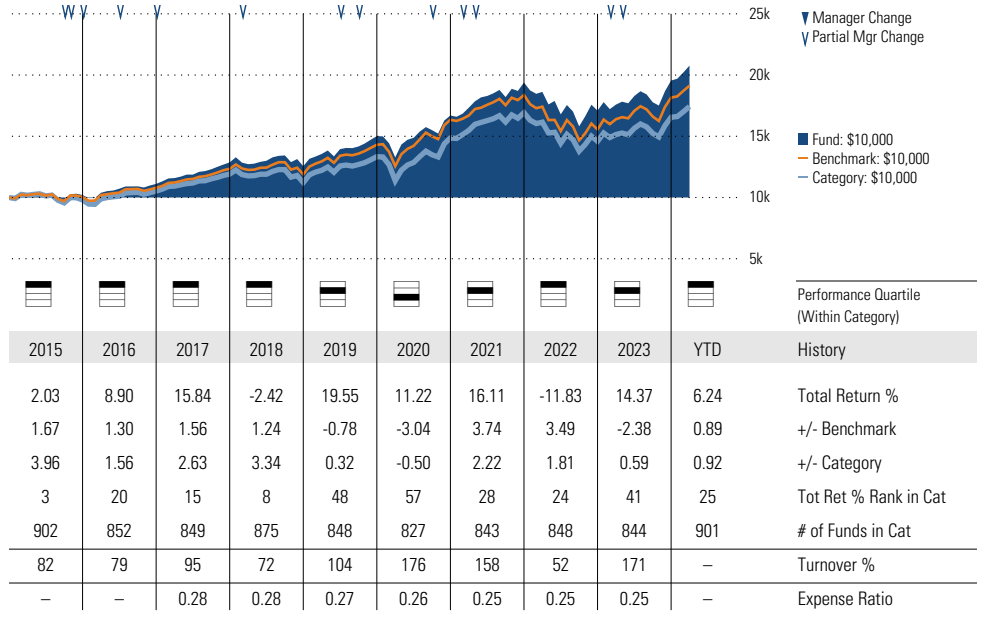 25k
Manager Change
Partial Mgr Change
20k
15k
Fund: $10,000
Benchmark: $10,000
Category: $10,000
10k
5k
Performance Quartile
(Within Category)
2015 2016 2017 2018 2019 2020 2021 2022 2023 YTD History
2.03 8.90 15.84 -2.42 19.55 11.22 16.11 -11.83 14.37 6.24 Total Return %
1.67 1.30 1.56 1.24 -0.78 -3.04 3.74 3.49 -2.38 0.89 +/- Benchmark
3.96 1.56 2.63 3.34 0.32 -0.50 2.22 1.81 0.59 0.92 +/- Category
3 20 15 8 48 57 28 24 41 25 Tot Ret % Rank in Cat
902 852 849 875 848 827 843 848 844 901 # of Funds in Cat
82 79 95 72 104 176 158 52 171 – Turnover %
– – 0.28 0.28 0.27 0.26 0.25 0.25 0.25 – Expense Ratio